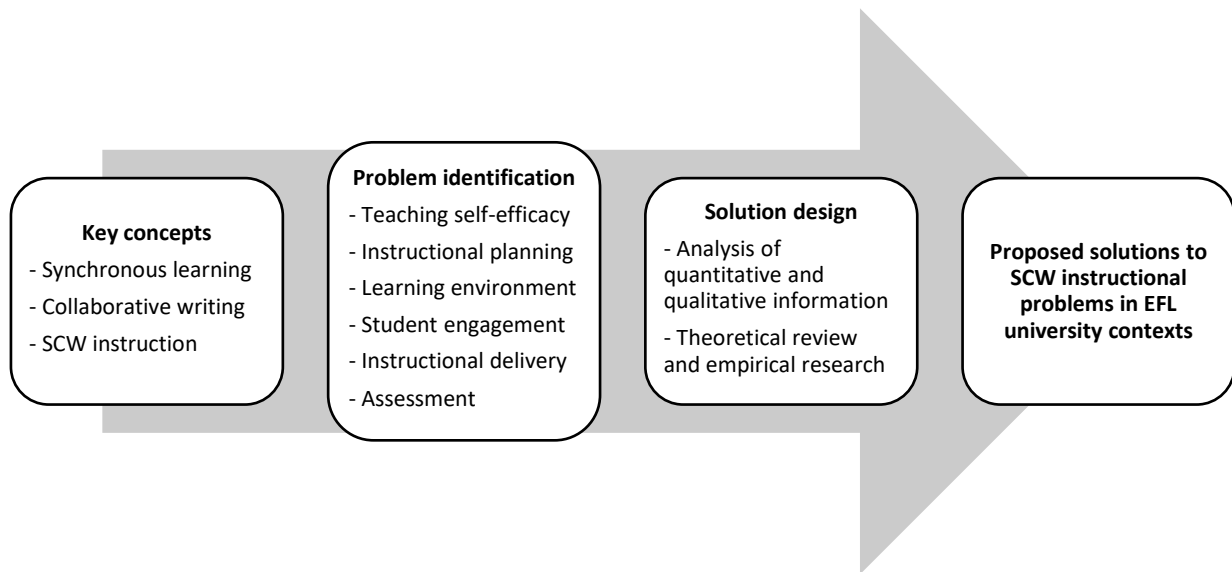 Key concepts
- Synchronous learning
- Collaborative writing
- SCW instruction
Problem identification
- Teaching self-efficacy
- Instructional planning
- Learning environment
- Student engagement
- Instructional delivery
- Assessment
Solution design
- Analysis of
quantitative and
qualitative information
- Theoretical review
and empirical research
Proposed solutions to
SCW instructional
problems in EFL
university contexts